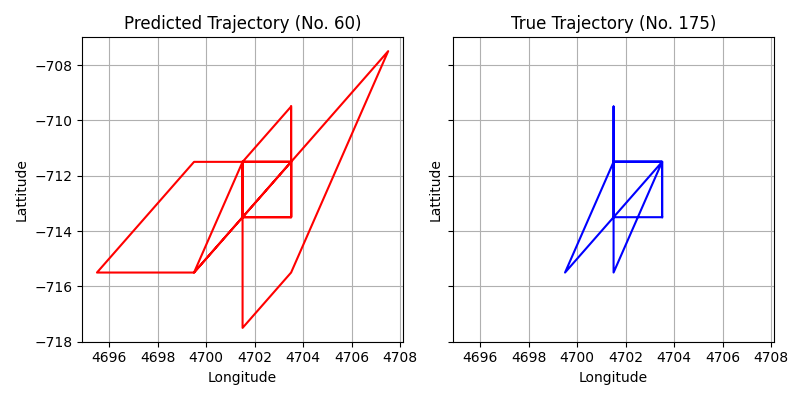 Predicted Trajectory (No. 60)
True Trajectory (No. 175)
Lattitude
−708
−710
−712
−714
−716
−718
4696 4698 4700 4702 4704 4706 4708
Longitude
Lattitude
4696 4698 4700 4702 4704 4706 4708
Longitude